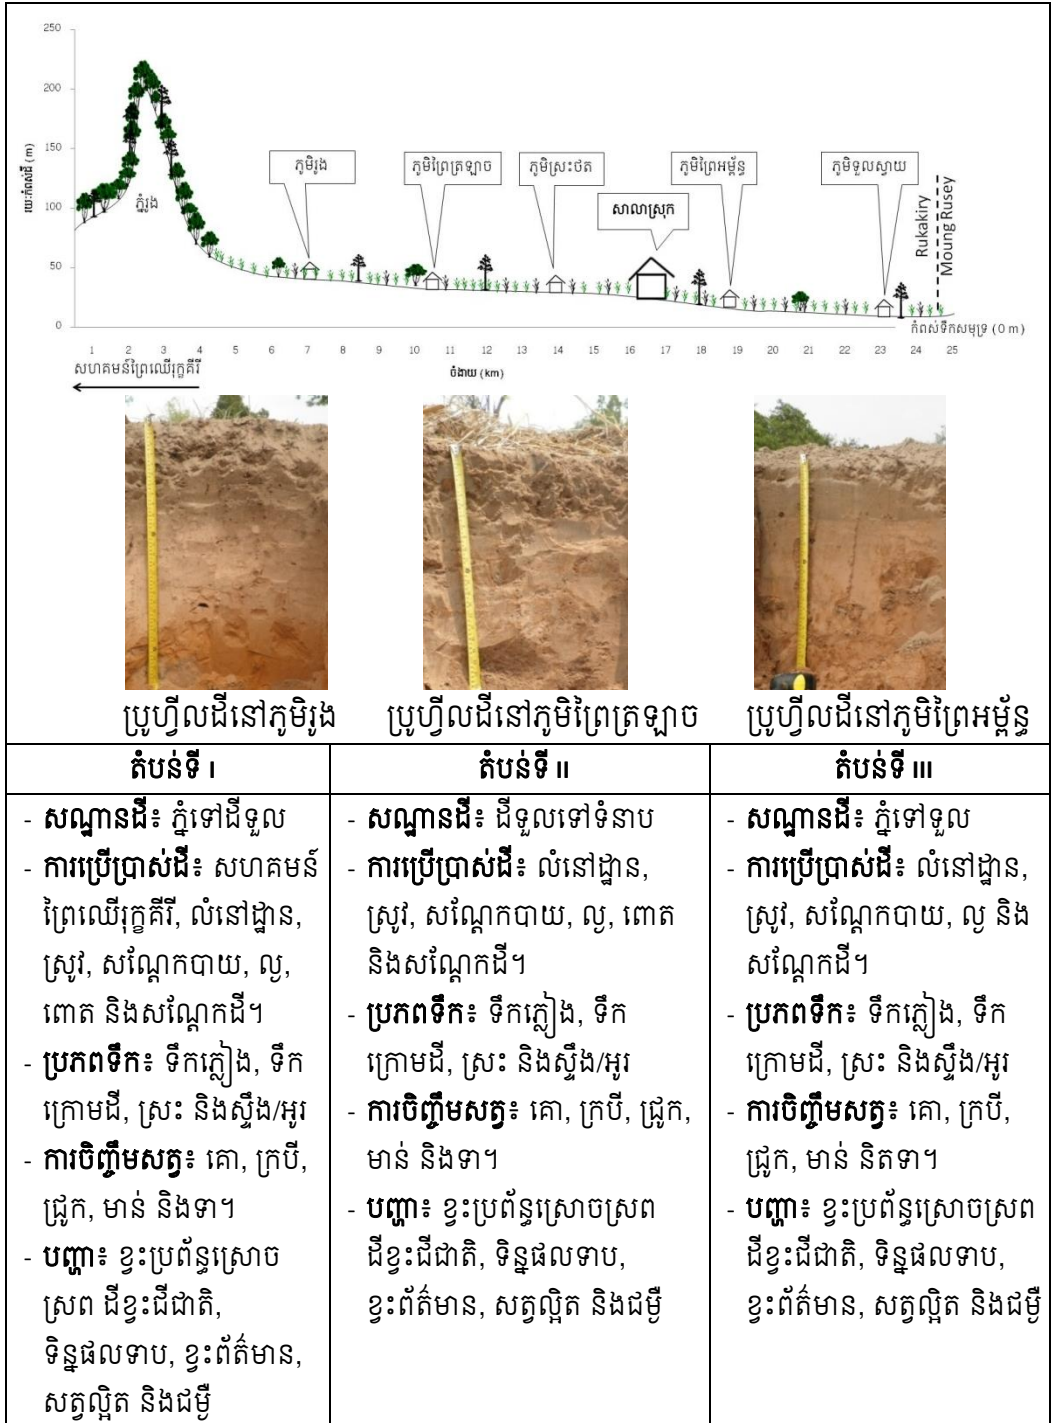 250
200
150
100
50
0
រយៈកំពស់ដី (m)
ភ្នំរូង
ភូមិរូង
ភូមិព្រៃត្រឡាច
ភូមិស្រះថត
សាលាស្រុក
ភូមិព្រៃអម្ព័ន្ធ
ភូមិទួលស្វាយ
Rukakiry
Moung Rusey
កំពស់ទឹកសមុទ្រ (0 m)
1 2 3 4 5 6 7 8 9 10 11 12 13 14 15 16 17 18 19 20 21 22 23 24 25
សហគមន៍ព្រៃឈើរុក្ខគីរី
ចំងាយ (km)
ប្រូហ្វីលដីនៅភូមិរូង
ប្រូហ្វីលដីនៅភូមិព្រៃត្រឡាច
ប្រូហ្វីលដីនៅភូមិព្រៃអម្ព័ន្ធ
តំបន់ទី I
- សណ្ឋានដី៖ ភ្នំទៅដីទួល
- ការប្រើប្រាស់ដី៖ សហគមន៍
ព្រៃឈើរុក្ខគីរី, លំនៅដ្ឋាន,
ស្រូវ, សណ្តែកបាយ, ល្ង,
ពោត និងសណ្តែកដី។
- ប្រភពទឹក៖ ទឹកភ្លៀង, ទឹក
ក្រោមដី, ស្រះ និងស្ទឹង/អូរ
- ការចិញ្ចឹមសត្វ៖ គោ, ក្របី,
ជ្រូក, មាន់ និងទា។
- បញ្ហា៖ ខ្វះប្រព័ន្ធស្រោច
ស្រព ដីខ្វះជីជាតិ,
ទិន្នផលទាប, ខ្វះព័ត៌មាន,
សត្វល្អិត និងជម្ងឺ
តំបន់ទី II
- សណ្ឋានដី៖ ដីទួលទៅទំនាប
- ការប្រើប្រាស់ដី៖ លំនៅដ្ឋាន,
ស្រូវ, សណ្តែកបាយ, ល្ង, ពោត
និងសណ្តែកដី។
- ប្រភពទឹក៖ ទឹកភ្លៀង, ទឹក
ក្រោមដី, ស្រះ និងស្ទឹង/អូរ
- ការចិញ្ចឹមសត្វ៖ គោ, ក្របី, ជ្រូក,
មាន់ និងទា។
- បញ្ហា៖ ខ្វះប្រព័ន្ធស្រោចស្រព
ដីខ្វះជីជាតិ, ទិន្នផលទាប,
ខ្វះព័ត៌មាន, សត្វល្អិត និងជម្ងឺ
តំបន់ទី III
- សណ្ឋានដី៖ ភ្នំទៅទួល
- ការប្រើប្រាស់ដី៖ លំនៅដ្ឋាន,
ស្រូវ, សណ្តែកបាយ, ល្ង និង
សណ្តែកដី។
- ប្រភពទឹក៖ ទឹកភ្លៀង, ទឹក
ក្រោមដី, ស្រះ និងស្ទឹង/អូរ
- ការចិញ្ចឹមសត្វ៖ គោ, ក្របី,
ជ្រូក, មាន់ និតទា។
- បញ្ហា៖ ខ្វះប្រព័ន្ធស្រោចស្រព
ដីខ្វះជីជាតិ, ទិន្នផលទាប,
ខ្វះព័ត៌មាន, សត្វល្អិត និងជម្ងឺ